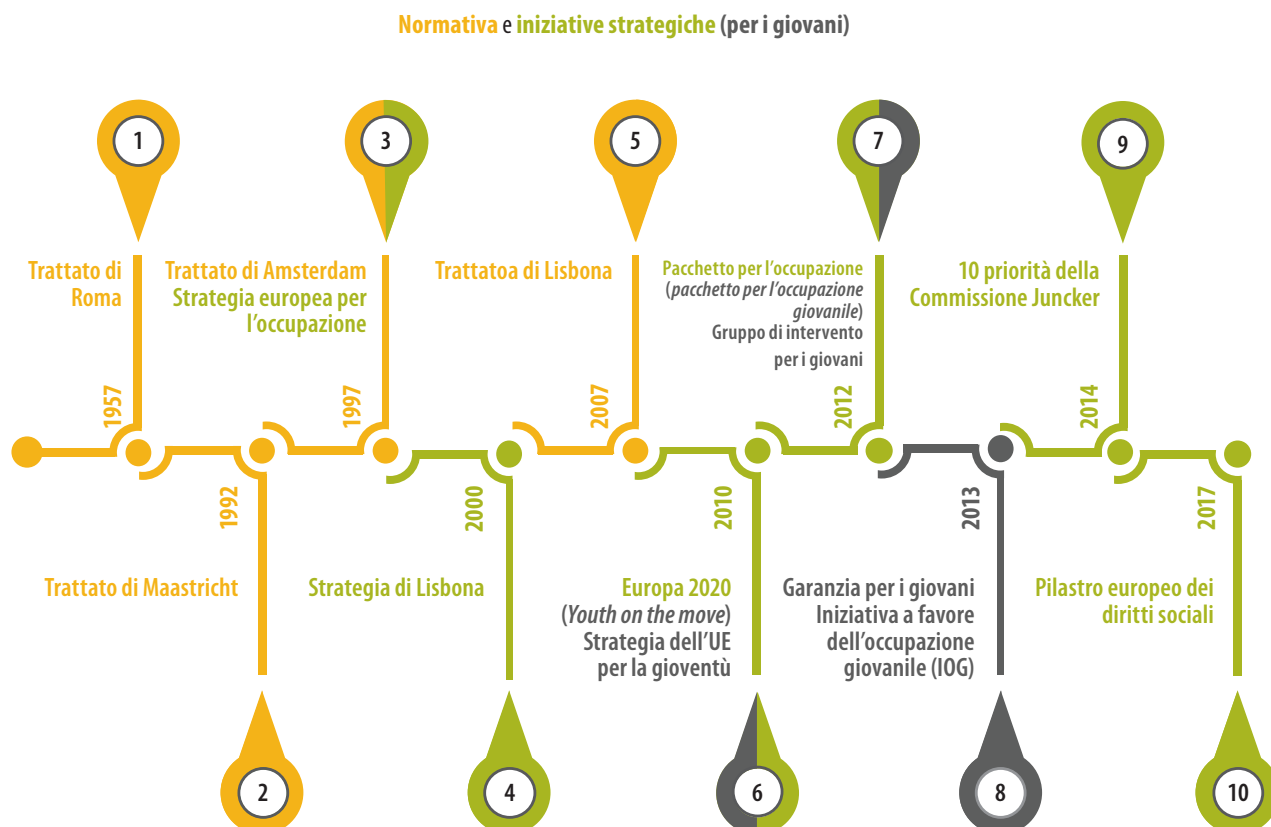 Normativa e iniziative strategiche (per i giovani)
1
3
5
7
9
Trattato di
Roma
Trattato di Amsterdam
Strategia europea per
l'occupazione
Trattatoa di Lisbona
Pacchetto per l'occupazione
(pacchetto per l'occupazione
giovanile)
Gruppo di intervento
per i giovani
10 priorità della
Commissione Juncker
1957
1997
2007
2012
2014
1992
2000
2010
2013
2017
Trattato di Maastricht
Strategia di Lisbona
Europa 2020
(Youth on the move)
Strategia dell'UE
per la gioventù
Garanzia per i giovani
Iniziativa a favore
dell'occupazione
giovanile (IOG)
Pilastro europeo dei
diritti sociali
2
4
6
8
10